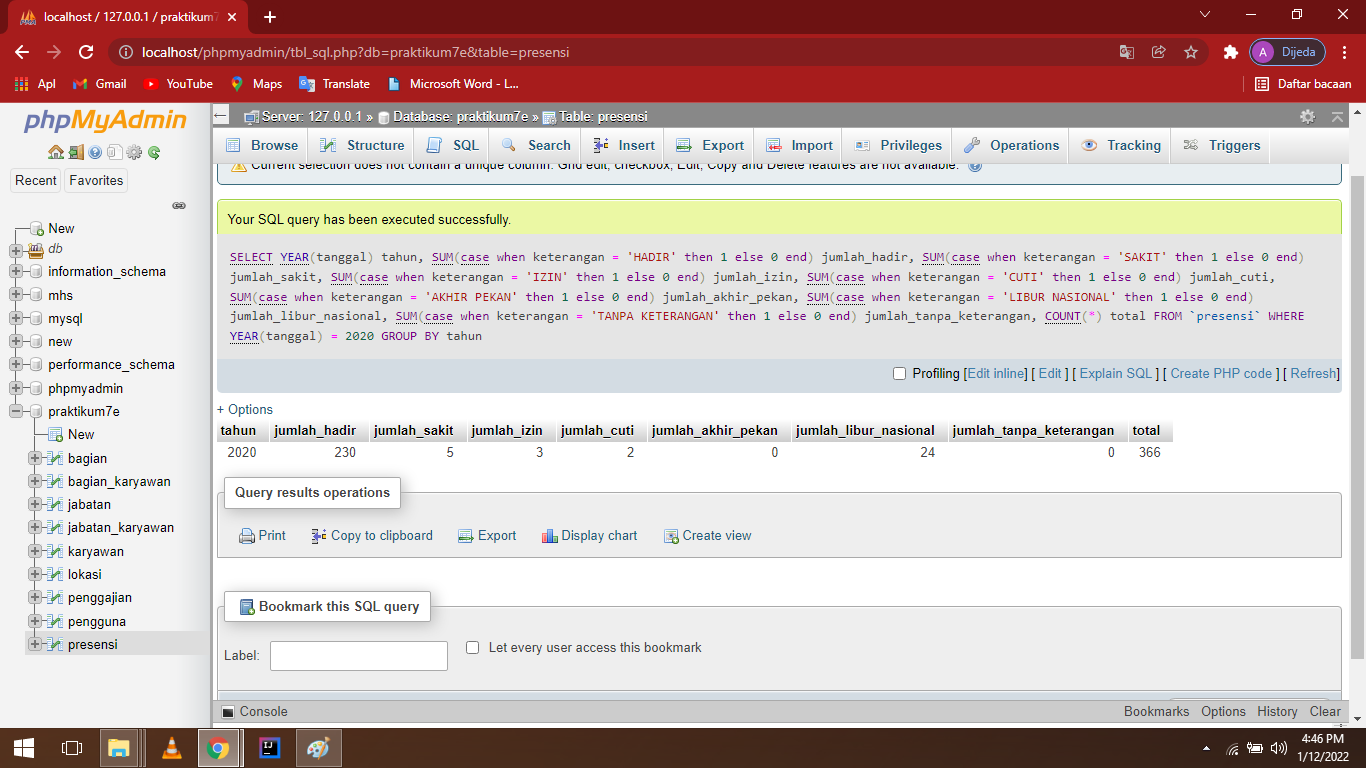 localhost / 127.0.0.1 / praktikum7
localhost/phpmyadmin/tbl_sql.php?db=praktikum7e&table=presensi
A Dijeda
Apl Gmail YouTube Maps Translate Microsoft Word - L... Daftar bacaan
phpMyAdmin
Recent Favorites
New
db
information_schema
mhs
mysql
new
performance_schema
phpmyadmin
praktikum7e
New
bagian
bagian_karyawan
jabatan
jabatan_karyawan
karyawan
lokasi
penggajian
pengguna
presensi
Server: 127.0.0.1 » Database: praktikum7e » Table: presensi
Browse Structure SQL Search Insert Export Import Privileges Operations Tracking Triggers
Current selection does not contain a unique column. Grid edit, checkbox, Edit, Copy and Delete features are not available.
Your SQL query has been executed successfully.
SELECT YEAR(tanggal) tahun, SUM(case when keterangan = 'HADIR' then 1 else 0 end) jumlah_hadir, SUM(case when keterangan = 'SAKIT' then 1 else 0 end)
jumlah_sakit, SUM(case when keterangan = 'IZIN' then 1 else 0 end) jumlah_izin, SUM(case when keterangan = 'CUTI' then 1 else 0 end) jumlah_cuti,
SUM(case when keterangan = 'AKHIR PEKAN' then 1 else 0 end) jumlah_akhir_pekan, SUM(case when keterangan = 'LIBUR NASIONAL' then 1 else 0 end)
jumlah_libur_nasional, SUM(case when keterangan = 'TANPA KETERANGAN' then 1 else 0 end) jumlah_tanpa_keterangan, COUNT(*) total FROM `presensi` WHERE
YEAR(tanggal) = 2020 GROUP BY tahun
Profiling [Edit inline] [ Edit ] [ Explain SQL ] [ Create PHP code ] [ Refresh]
+ Options
tahun jumlah_hadir jumlah_sakit jumlah_izin jumlah_cuti jumlah_akhir_pekan jumlah_libur_nasional jumlah_tanpa_keterangan total
2020 230 5 3 2 0 24 0 366
Query results operations
Print Copy to clipboard Export Display chart Create view
Bookmark this SQL query
Label: Let every user access this bookmark
Console Bookmarks Options History Clear
4:46 PM
1/12/2022